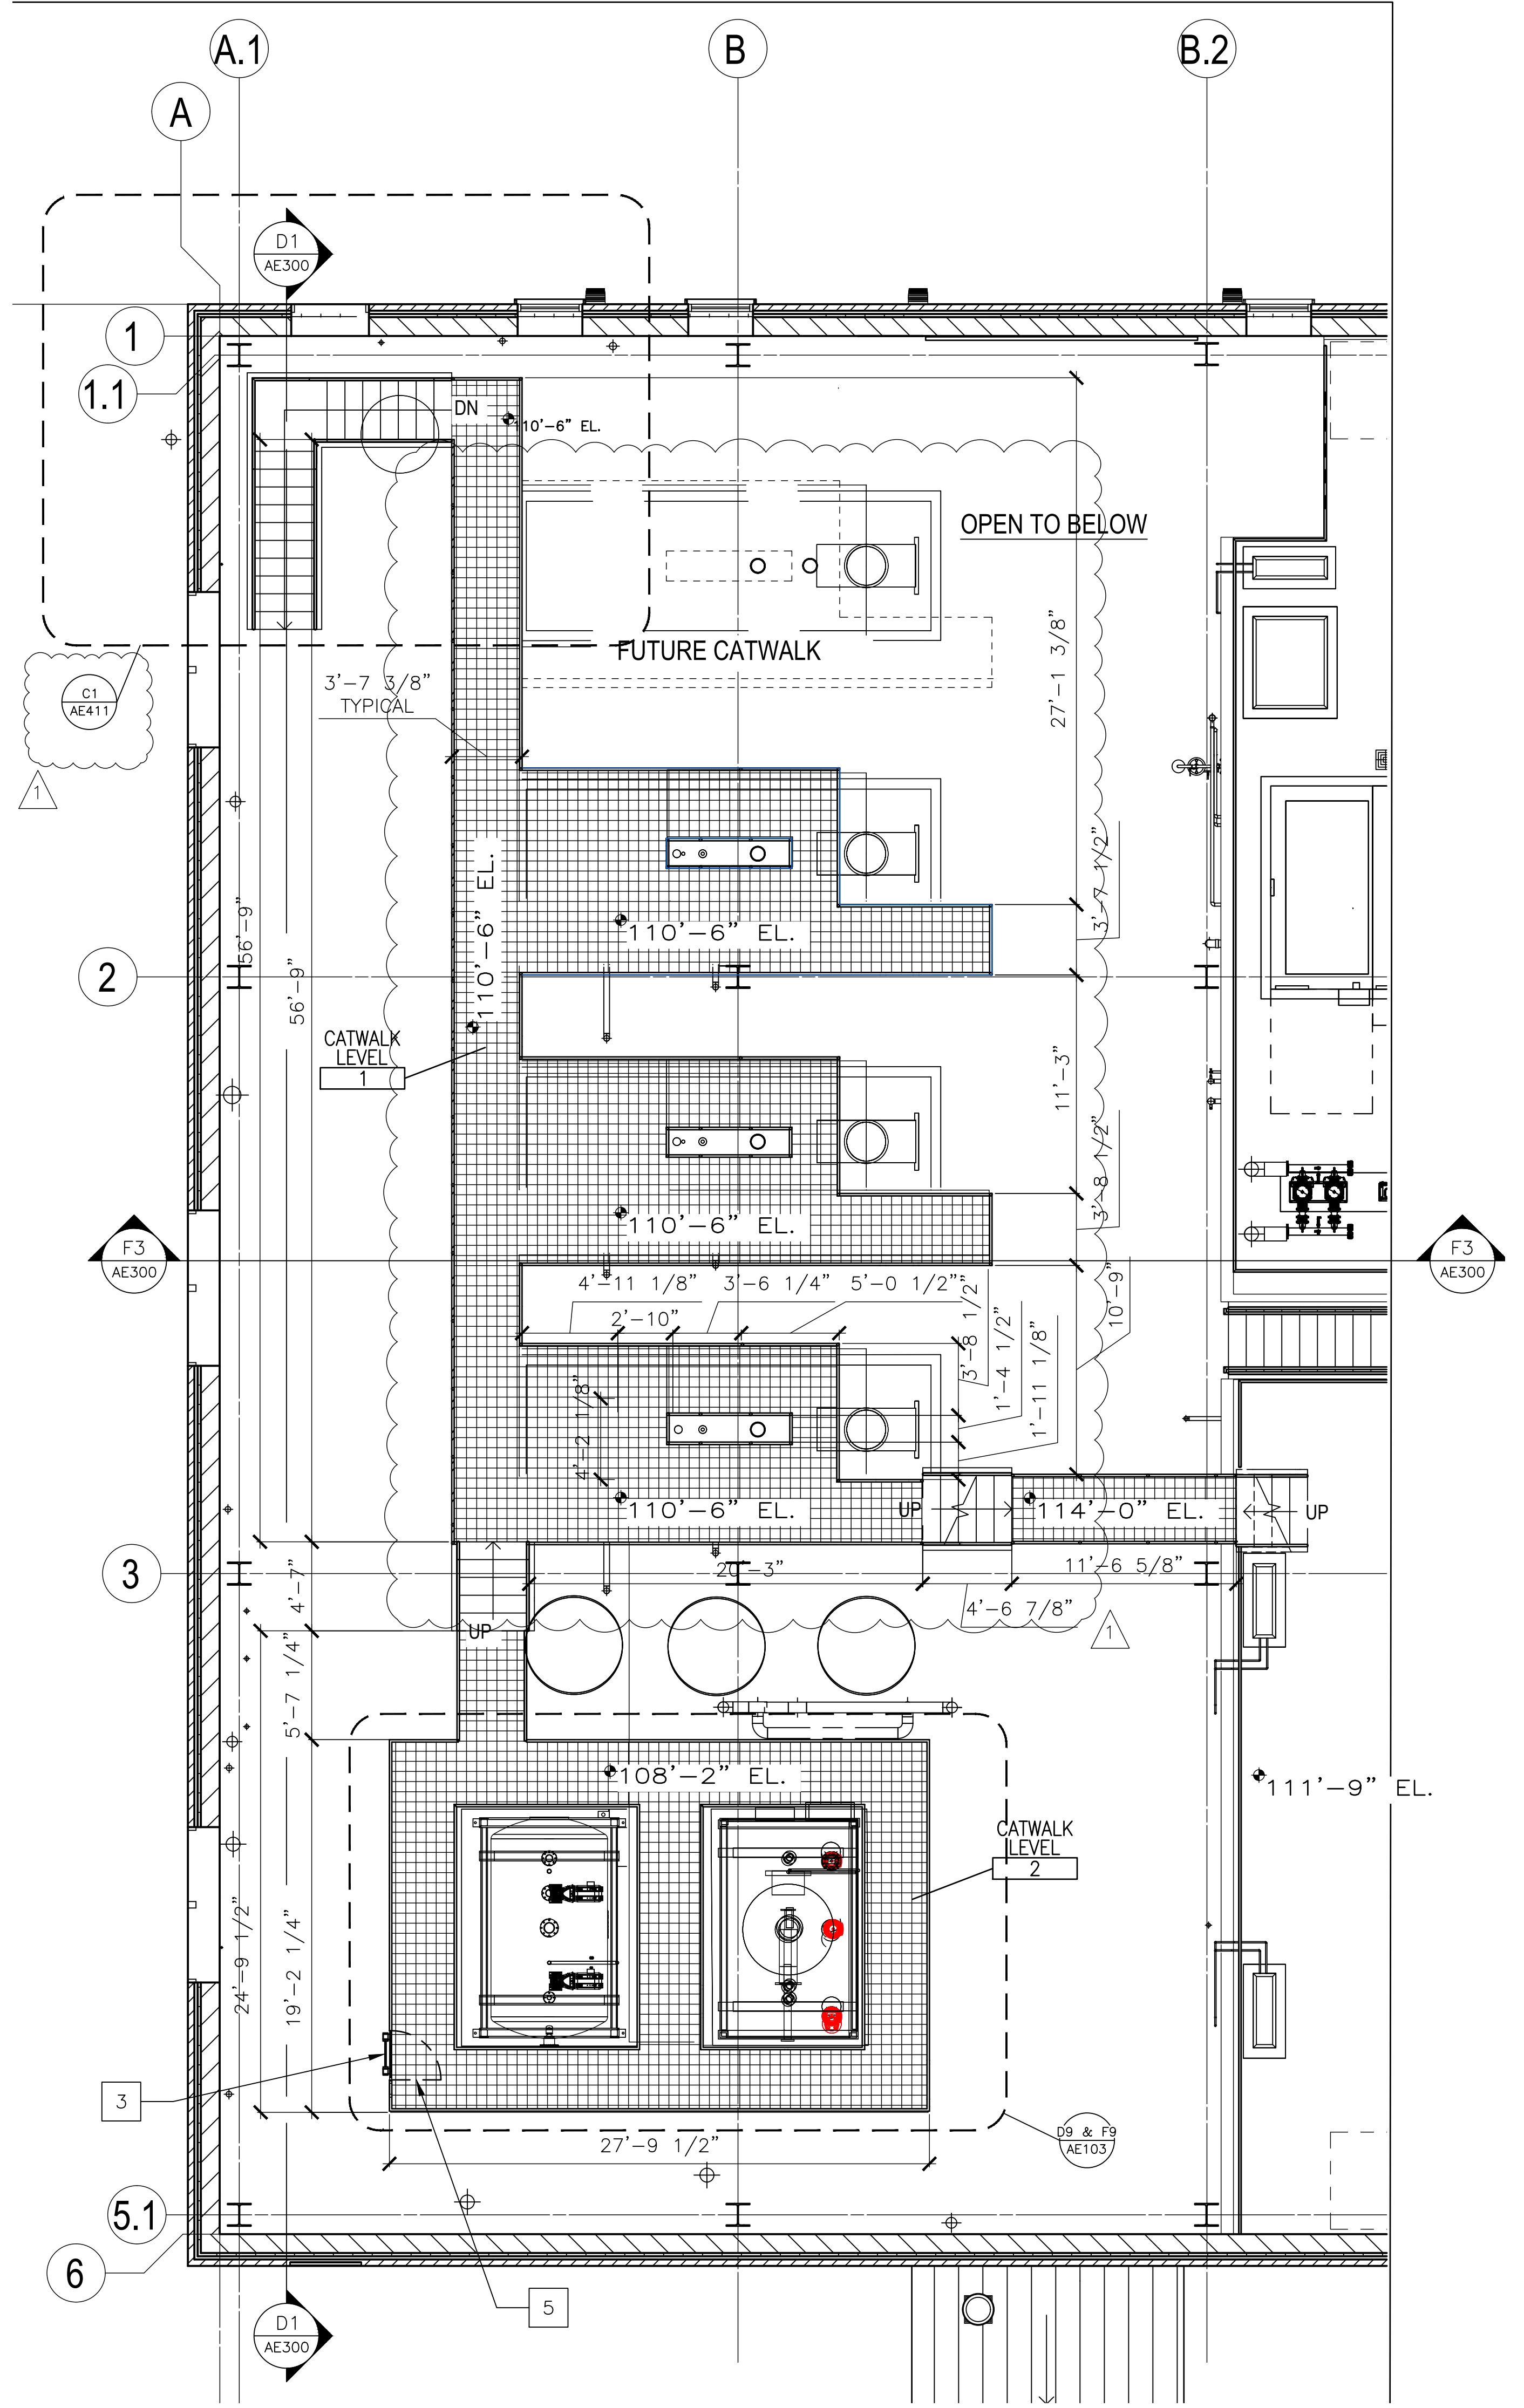 A.1
B
B.2
A
D1
AE300
1
1.1
DN
110'-6" EL.
OPEN TO BELOW
FUTURE CATWALK
27'-1 3/8"
3'-7 3/8"
TYPICAL
C1
AE411
1
3'-7 1/2"
110'-6" EL.
110'-6" EL.
56'-9"
56'-9"
2
CATWALK
LEVEL
1
11'-3"
3'-8 1/2"
110'-6" EL.
F3
AE300
F3
AE300
4'-11 1/8"
3'-6 1/4"
5'-0 1/2"
2'-10"
3'-8 1/2"
1'-4 1/2"
1'-11 1/8"
10'-9"
4'-2 1/8"
110'-6" EL.
UP
114'-0" EL.
UP
3
20'-3"
11'-6 5/8"
4'-6 7/8"
1
4'-7"
UP
5'-7 1/4"
108'-2" EL.
111'-9" EL.
CATWALK
LEVEL
2
24'-9 1/2"
19'-2 1/4"
3
D9 & F9
AE103
27'-9 1/2"
5.1
6
5
D1
AE300